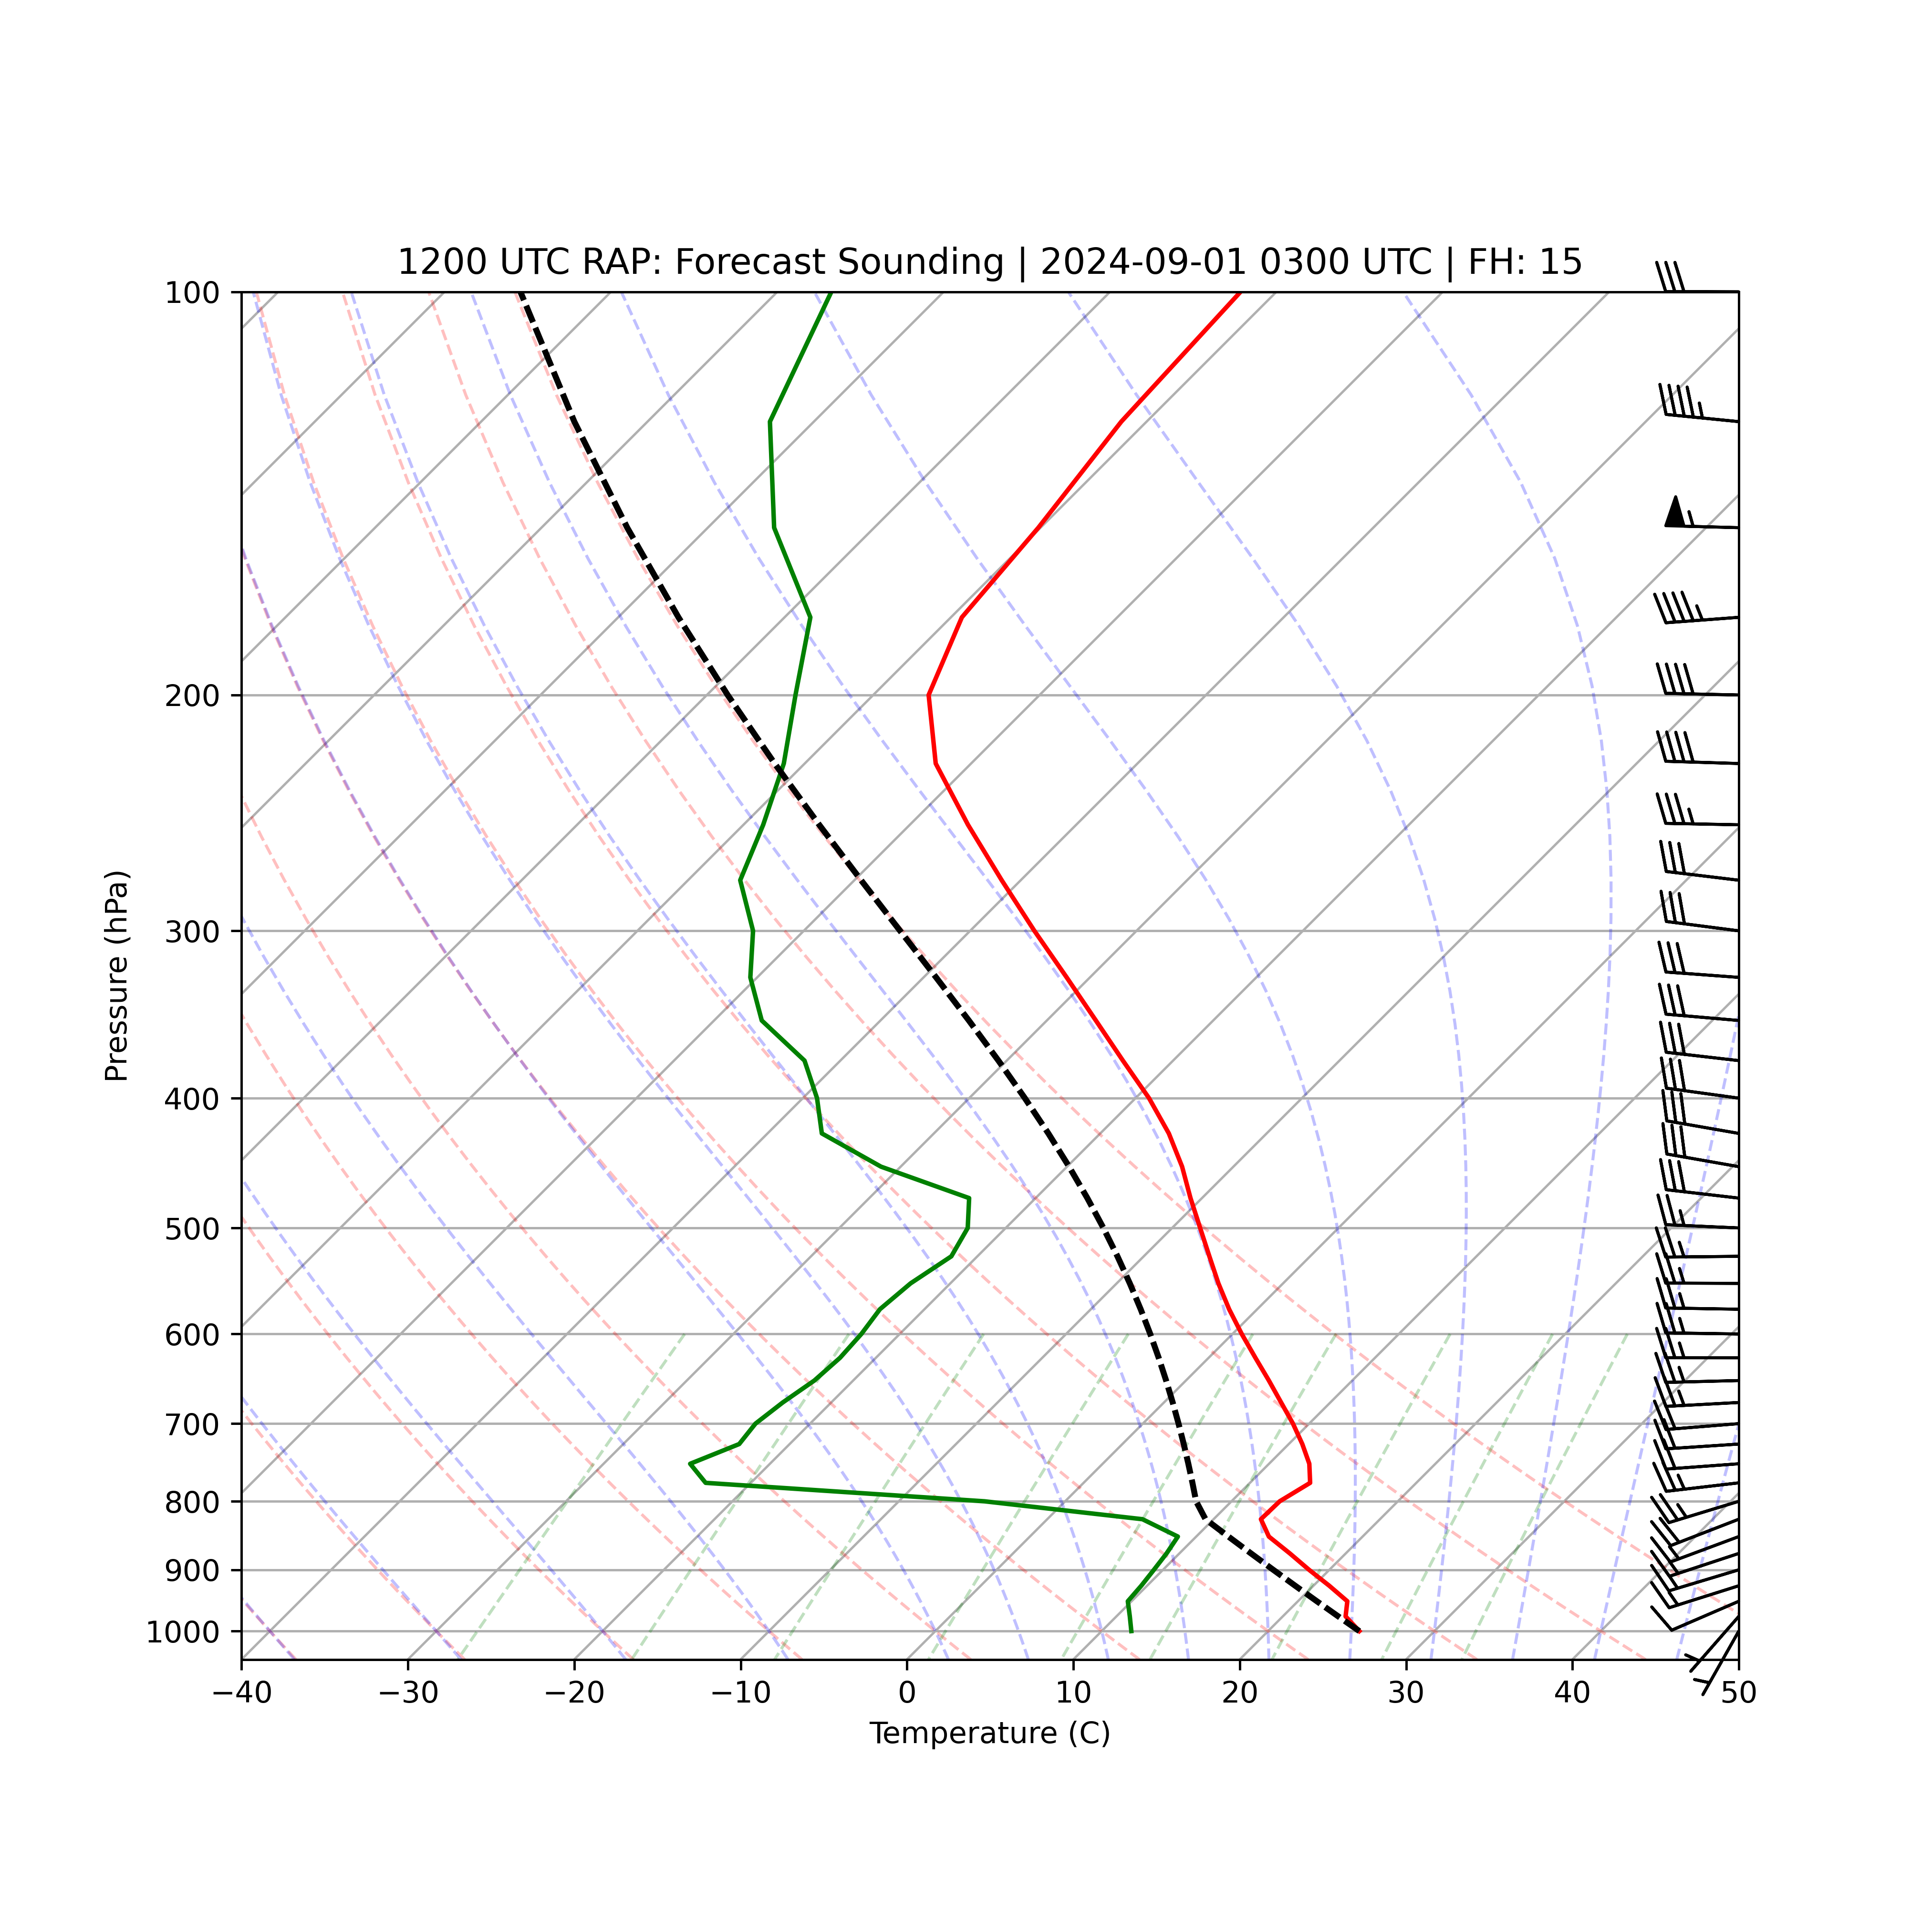 1200 UTC RAP: Forecast Sounding | 2024-09-01 0300 UTC | FH: 15
100
200
300
400
500
600
700
800
900
1000
Pressure (hPa)
−40 −30 −20 −10 0 10 20 30 40 50
Temperature (C)